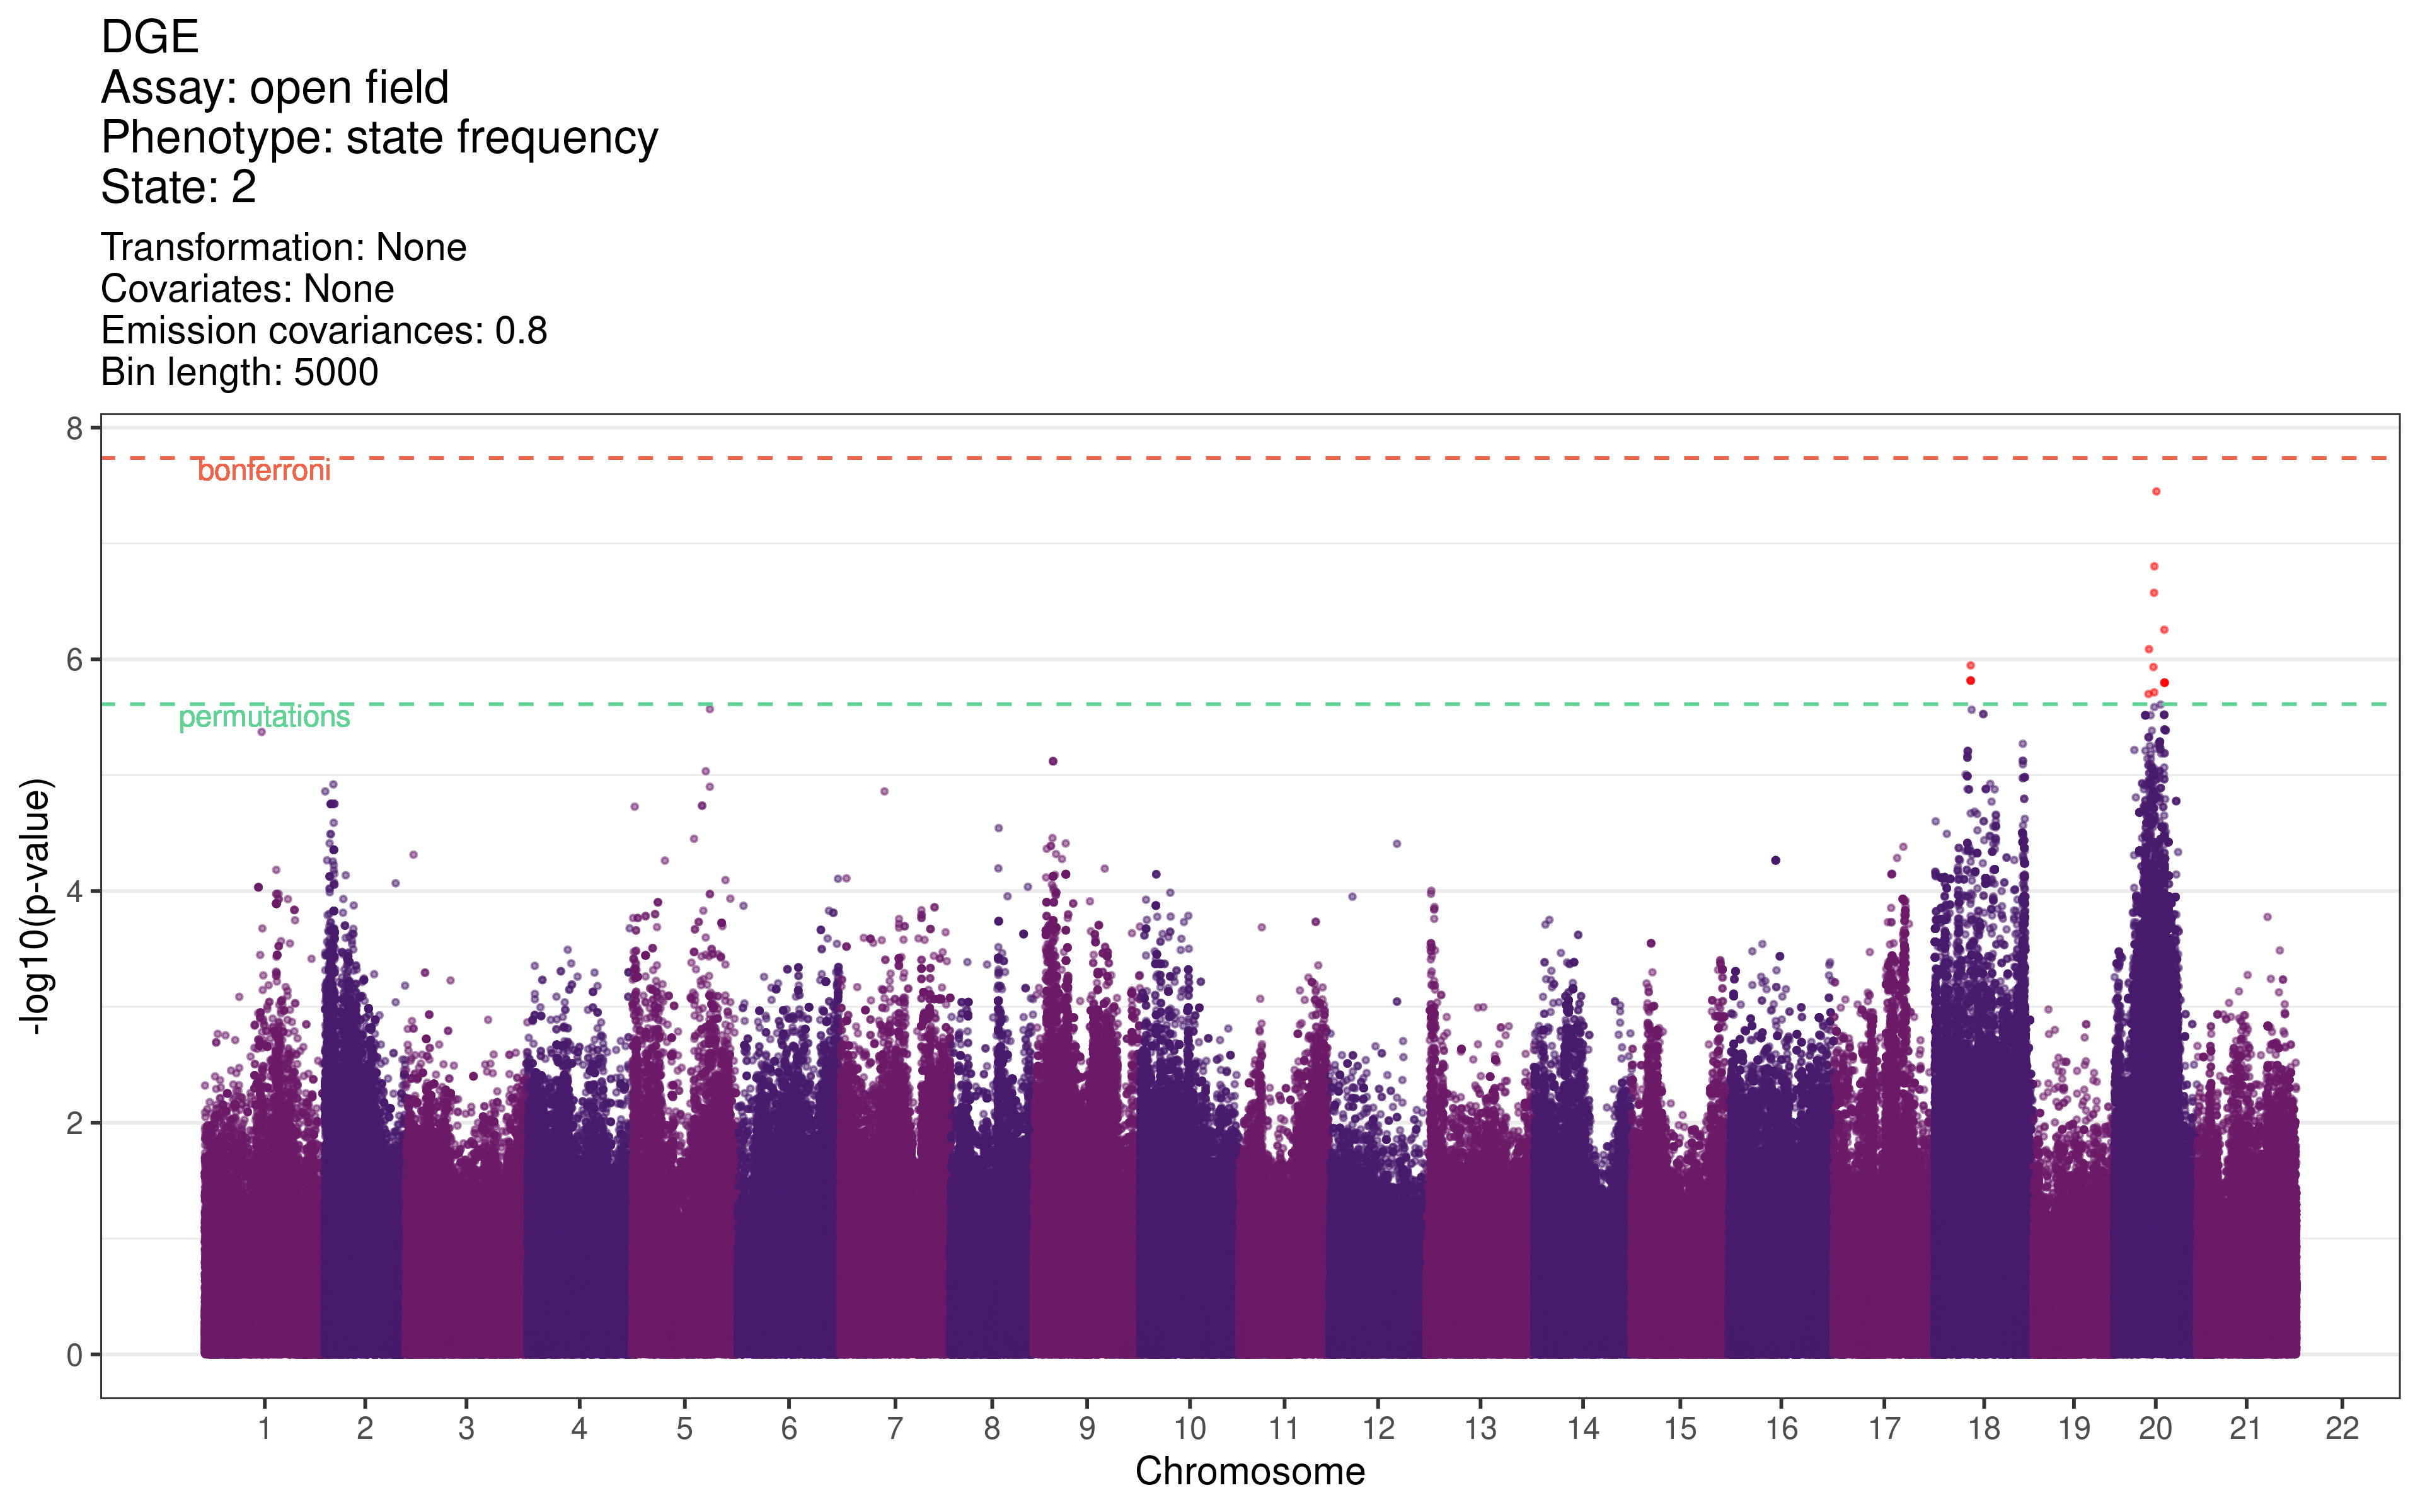 DGE
Assay: open field
Phenotype: state frequency
State: 2
Transformation: None
Covariates: None
Emission covariances: 0.8
Bin length: 5000
8
bonferroni
6
permutations
4
2
0
-log10(p-value)
1 2 3 4 5 6 7 8 9 10 11 12 13 14 15 16 17 18 19 20 21 22
Chromosome